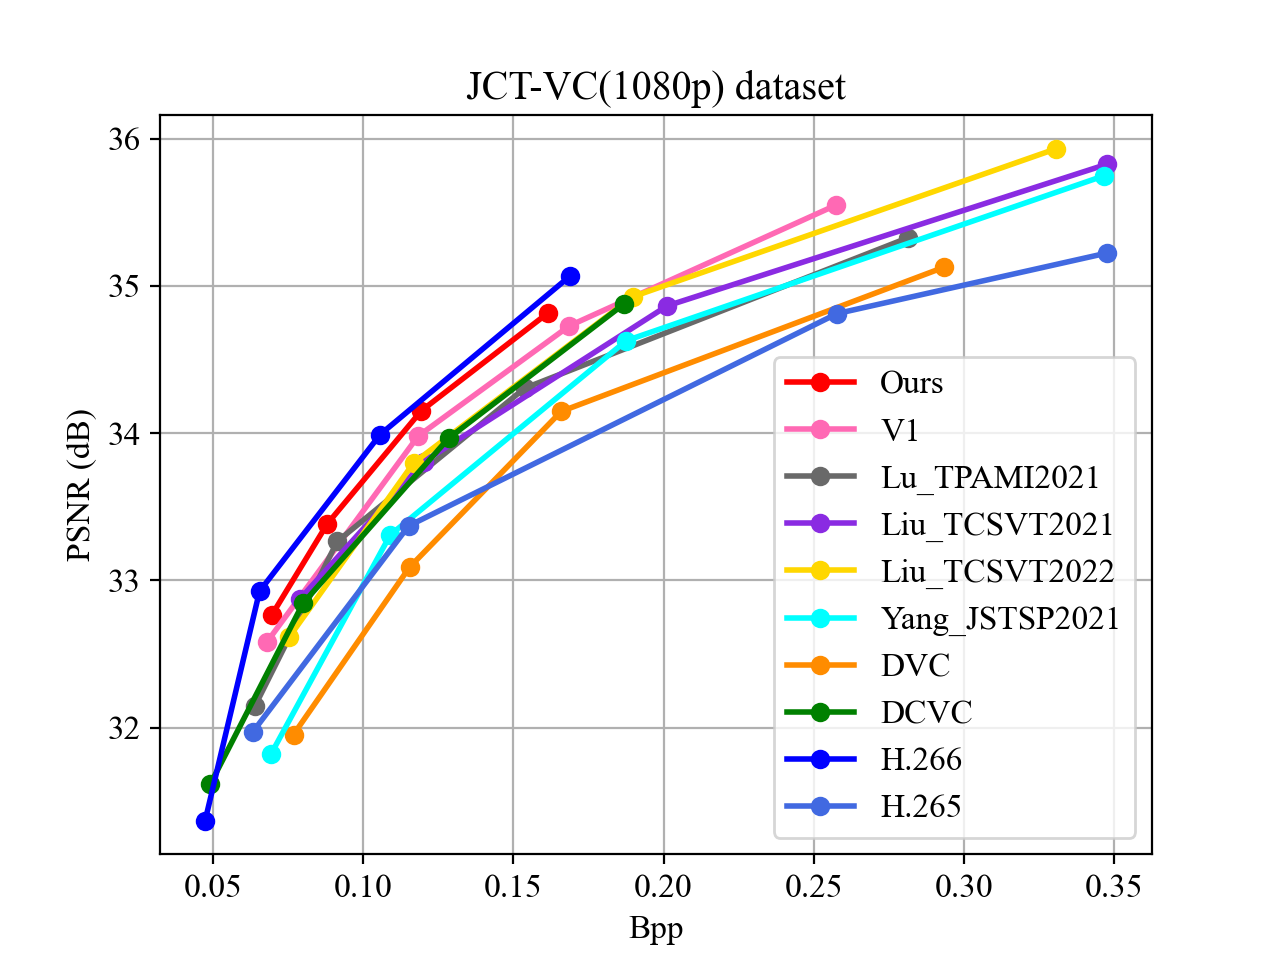 JCT-VC(1080p) dataset
36
35
34
33
32
PSNR (dB)
Ours
V1
Lu_TPAMI2021
Liu_TCSVT2021
Liu_TCSVT2022
Yang_JSTSP2021
DVC
DCVC
H.266
H.265
0.05 0.10 0.15 0.20 0.25 0.30 0.35
Bpp